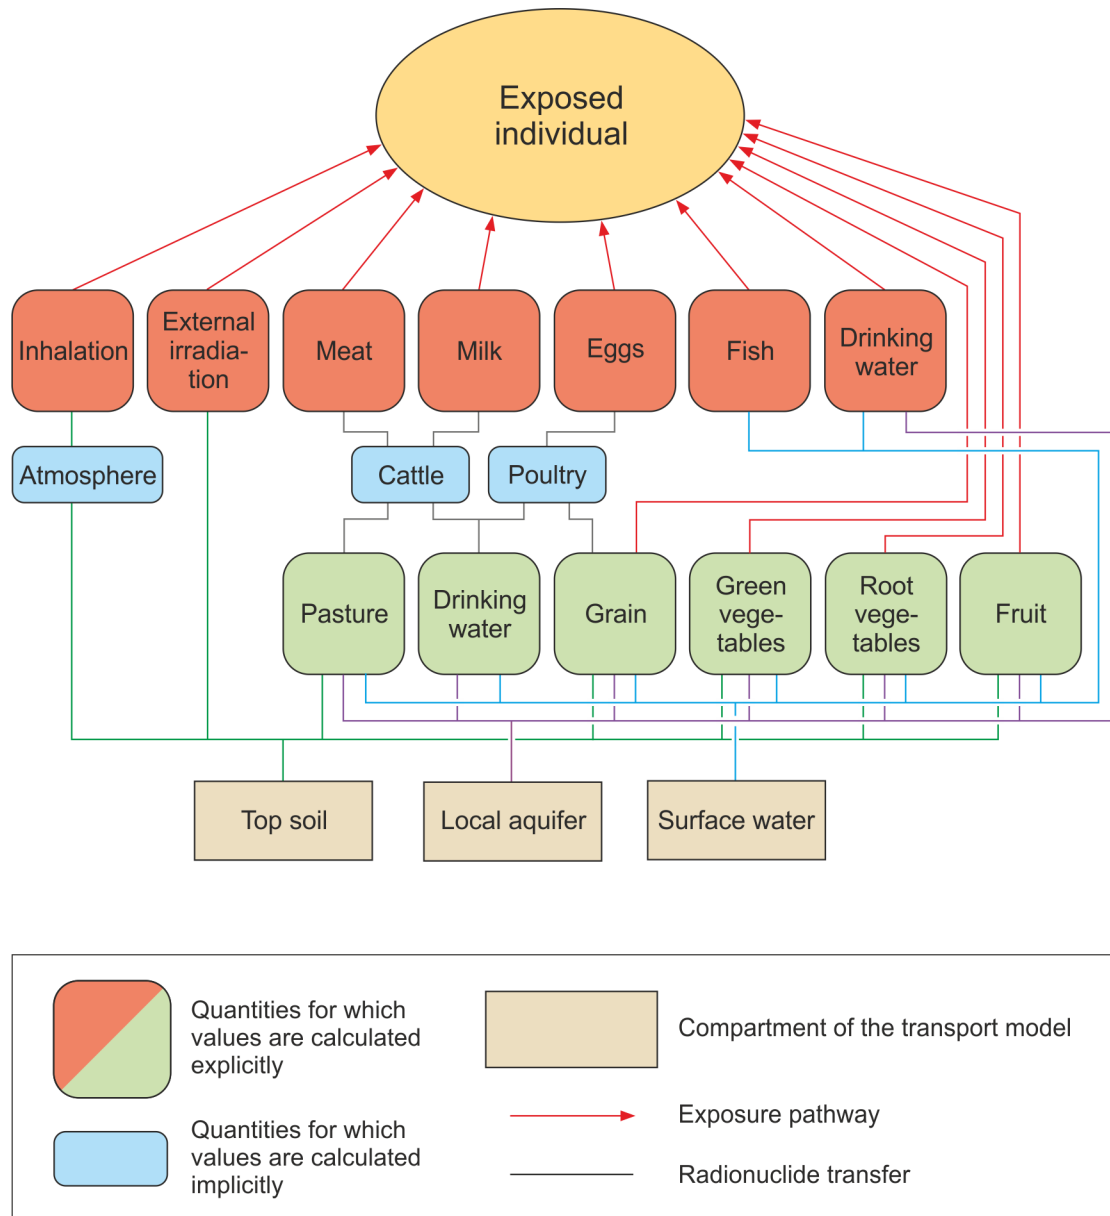 Exposed
individual
Inhalation
External
irradia-
tion
Meat
Milk
Eggs
Fish
Drinking
water
Atmosphere
Cattle
Poultry
Pasture
Drinking
water
Grain
Green
vege-
tables
Root
vege-
tables
Fruit
Top soil
Local aquifer
Surface water
Quantities for which
values are calculated
explicitly
Compartment of the transport model
Exposure pathway
Quantities for which
values are calculated
implicitly
Radionuclide transfer